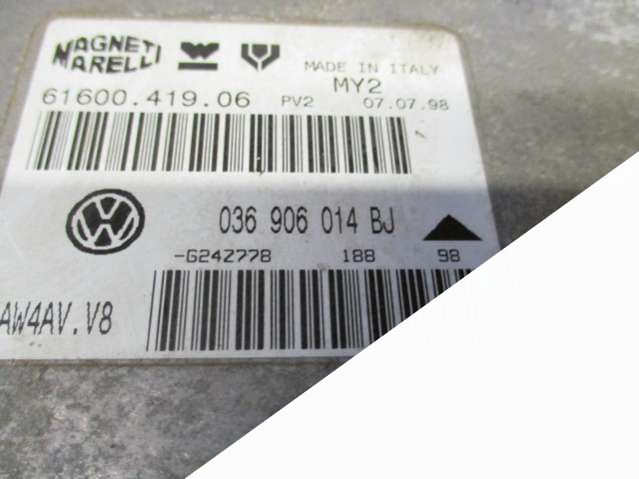 MAGNETI MARELLI
MADE IN ITALY
MY2
61600.419.06 PV2 07.07.98
036 906 014 BJ
-G24Z778 188 98
AW4AV.V8